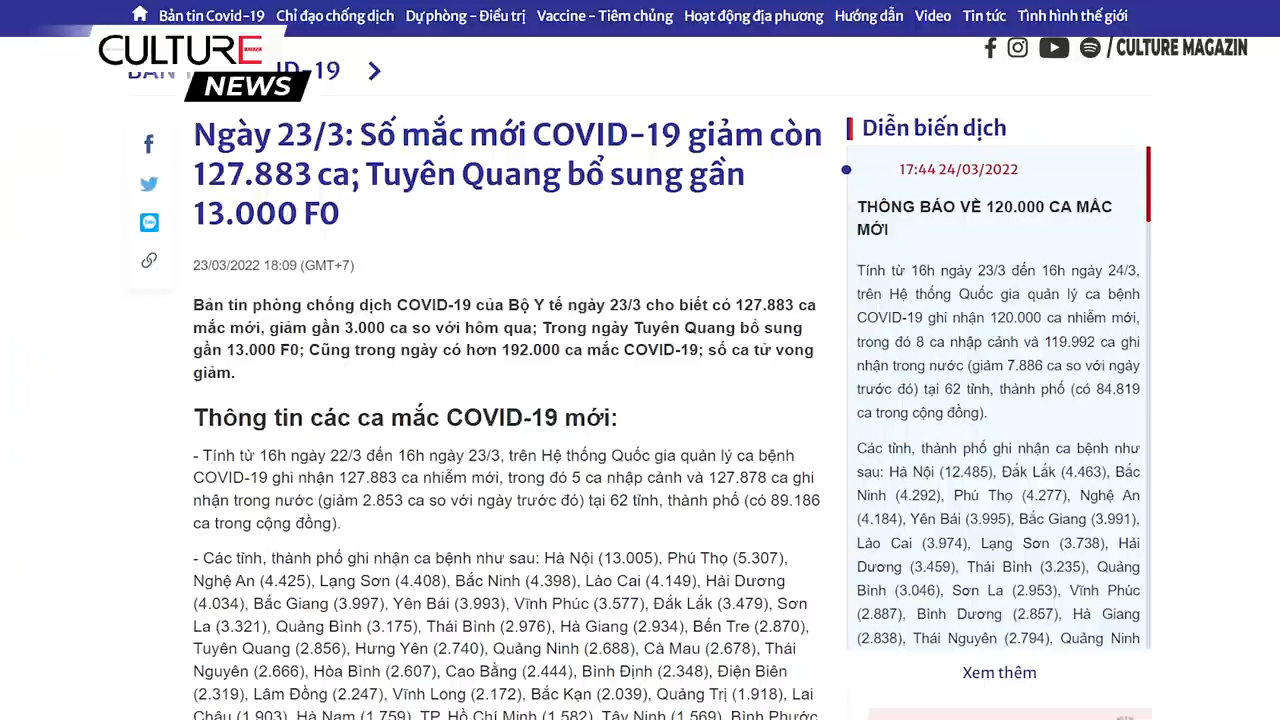 Bản tin Covid-19 Chỉ đạo chống dịch Dự phòng - Điều trị Vaccine - Tiêm chủng Hoạt động địa phương Hướng dẫn Video Tin tức Tình hình thế giới
CULTURE
NEWS
/ CULTURE MAGAZIN
Ngày 23/3: Số mắc mới COVID-19 giảm còn
127.883 ca; Tuyên Quang bổ sung gần
13.000 F0
23/03/2022 18:09 (GMT+7)
Bản tin phòng chống dịch COVID-19 của Bộ Y tế ngày 23/3 cho biết có 127.883 ca
mắc mới, giảm gần 3.000 ca so với hôm qua; Trong ngày Tuyên Quang bổ sung
gần 13.000 F0; Cũng trong ngày có hơn 192.000 ca mắc COVID-19; số ca tử vong
giảm.
Thông tin các ca mắc COVID-19 mới:
- Tính từ 16h ngày 22/3 đến 16h ngày 23/3, trên Hệ thống Quốc gia quản lý ca bệnh
COVID-19 ghi nhận 127.883 ca nhiễm mới, trong đó 5 ca nhập cảnh và 127.878 ca ghi
nhận trong nước (giảm 2.853 ca so với ngày trước đó) tại 62 tỉnh, thành phố (có 89.186
ca trong cộng đồng).
- Các tỉnh, thành phố ghi nhận ca bệnh như sau: Hà Nội (13.005), Phú Thọ (5.307),
Nghệ An (4.425), Lạng Sơn (4.408), Bắc Ninh (4.398), Lào Cai (4.149), Hải Dương
(4.034), Bắc Giang (3.997), Yên Bái (3.993), Vĩnh Phúc (3.577), Đắk Lắk (3.479), Sơn
La (3.321), Quảng Bình (3.175), Thái Bình (2.976), Hà Giang (2.934), Bến Tre (2.870),
Tuyên Quang (2.856), Hưng Yên (2.740), Quảng Ninh (2.688), Cà Mau (2.678), Thái
Nguyên (2.666), Hòa Bình (2.607), Cao Bằng (2.444), Bình Định (2.348), Điện Biên
(2.319), Lâm Đồng (2.247), Vĩnh Long (2.172), Bắc Kạn (2.039), Quảng Trị (1.918), Lai
Châu (1.903), Hà Nam (1.759), TP. Hồ Chí Minh (1.582), Tây Ninh (1.569), Bình Phước
Diễn biến dịch
17:44 24/03/2022
THÔNG BÁO VỀ 120.000 CA MẮC
MỚI
Tính từ 16h ngày 23/3 đến 16h ngày 24/3,
trên Hệ thống Quốc gia quản lý ca bệnh
COVID-19 ghi nhận 120.000 ca nhiễm mới,
trong đó 8 ca nhập cảnh và 119.992 ca ghi
nhận trong nước (giảm 7.886 ca so với ngày
trước đó) tại 62 tỉnh, thành phố (có 84.819
ca trong cộng đồng).
Các tỉnh, thành phố ghi nhận ca bệnh như
sau: Hà Nội (12.485), Đắk Lắk (4.463), Bắc
Ninh (4.292), Phú Thọ (4.277), Nghệ An
(4.184), Yên Bái (3.995), Bắc Giang (3.991),
Lào Cai (3.974), Lạng Sơn (3.738), Hải
Dương (3.459), Thái Bình (3.235), Quảng
Bình (3.046), Sơn La (2.953), Vĩnh Phúc
(2.887), Bình Dương (2.857), Hà Giang
(2.838), Thái Nguyên (2.794), Quảng Ninh
Xem thêm